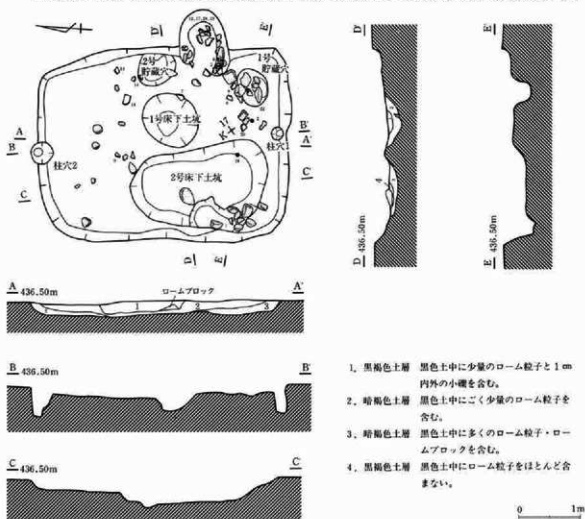 D
E'
2号
貯蔵穴
1号
貯蔵穴
1号床下土坑
K+17
A
B
柱穴2
B'
A'
柱穴1
C
C'
2号床下土坑
D'
E
D'
E'
4
D 436.50m
E 436.50m
A 436.50m
A'
ロームブロック
1
2
3
B 436.50m
B'
C 436.50m
C'
1. 黒褐色土層 黒色土中に少量のローム粒子と1cm
内外の小礫を含む。
2. 暗褐色土層 黒色土中にごく少量のローム粒子を
含む。
3. 暗褐色土層 黒色土中に多くのローム粒子・ロー
ムブロックを含む。
4. 黒褐色土層 黒色土中にローム粒子をほとんど含
まない。
0 1m